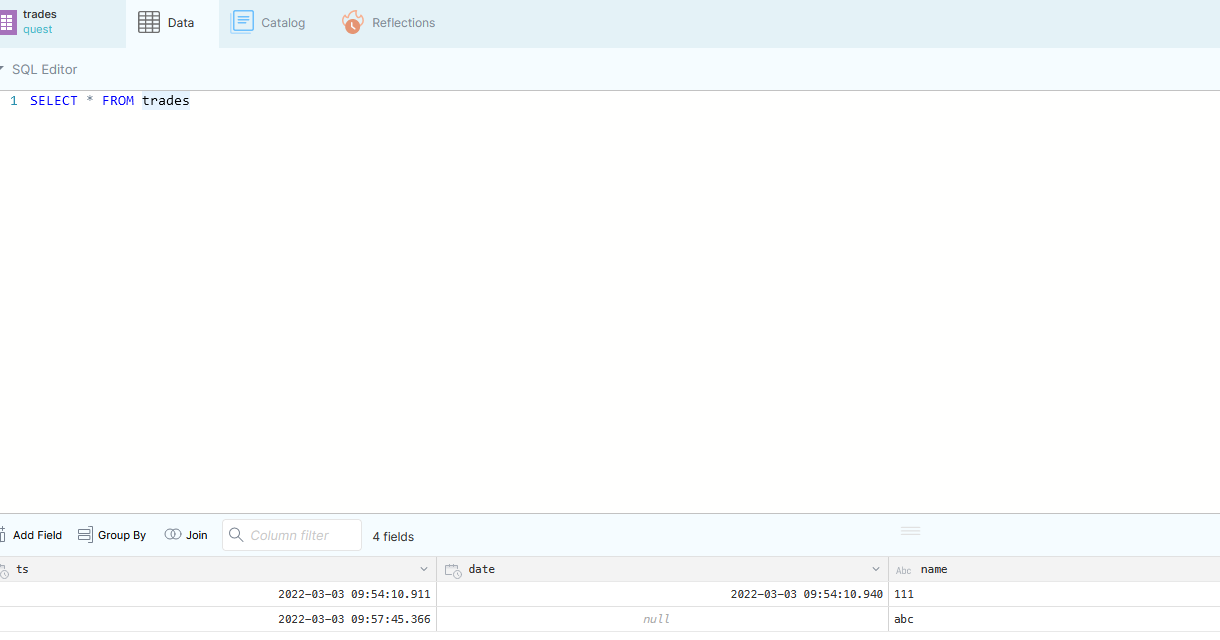 trades
quest
Data
Catalog
Reflections
SQL Editor
1 SELECT * FROM trades
Add Field
Group By
Join
Column filter
4 fields
ts
date
Abc name
2022-03-03 09:54:10.911 2022-03-03 09:54:10.940 111
2022-03-03 09:57:45.366 null abc